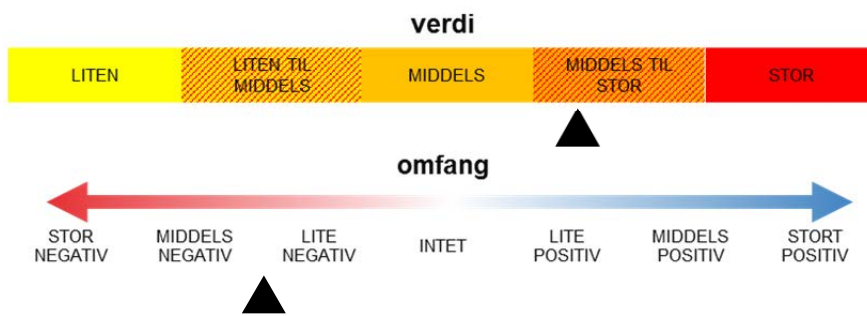 verdi
LITEN
LITEN TIL
MIDDELS
MIDDELS
MIDDELS TIL
STOR
STOR
omfang
STOR
NEGATIV
MIDDELS
NEGATIV
LITE
NEGATIV
INTET
LITE
POSITIV
MIDDELS
POSITIV
STORT
POSITIV